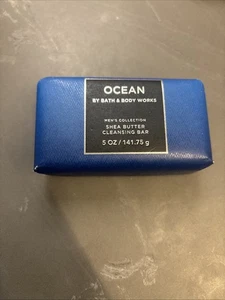 OCEAN
BY BATH & BODY WORKS
MEN'S COLLECTION
SHEA BUTTER
CLEANSING BAR
5 OZ / 141.75 g